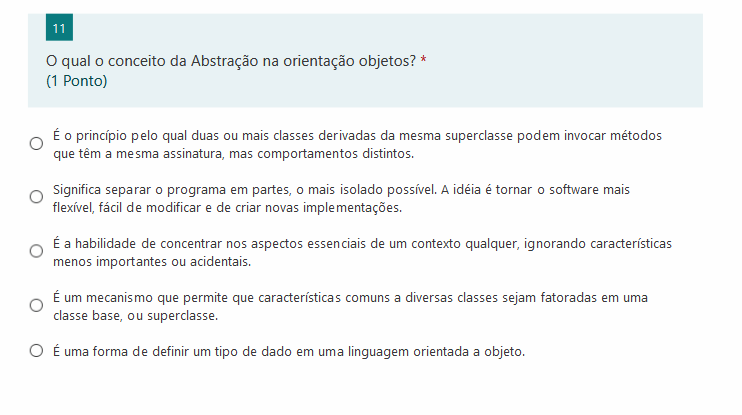 11
O qual o conceito da Abstração na orientação objetos? *
(1 Ponto)
É o princípio pelo qual duas ou mais classes derivadas da mesma superclasse podem invocar métodos
que têm a mesma assinatura, mas comportamentos distintos.
Significa separar o programa em partes, o mais isolado possível. A idéia é tornar o software mais
flexível, fácil de modificar e de criar novas implementações.
É a habilidade de concentrar nos aspectos essenciais de um contexto qualquer, ignorando características
menos importantes ou acidentais.
É um mecanismo que permite que características comuns a diversas classes sejam fatoradas em uma
classe base, ou superclasse.
É uma forma de definir um tipo de dado em uma linguagem orientada a objeto.